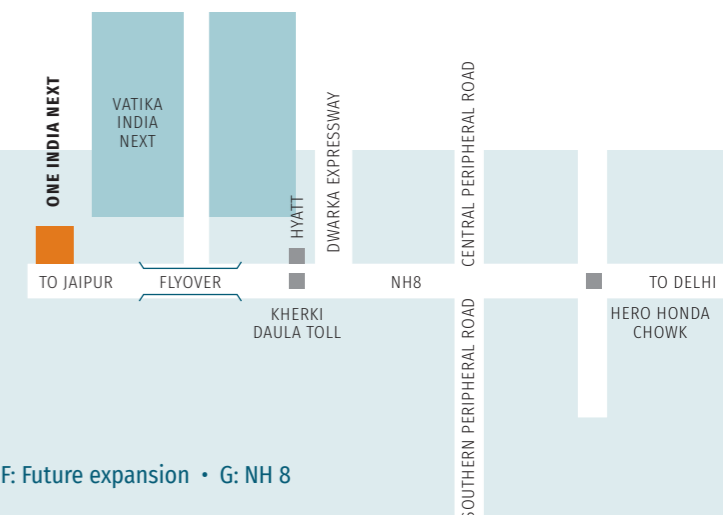 ONE INDIA NEXT
VATIKA
INDIA
NEXT
HYATT
DWARKA EXPRESSWAY
CENTRAL PERIPHERAL ROAD
TO JAIPUR
FLYOVER
NH8
TO DELHI
KHERKI
DAULA TOLL
SOUTHERN PERIPHERAL ROAD
HERO HONDA
CHOWK
F: Future expansion • G: NH 8